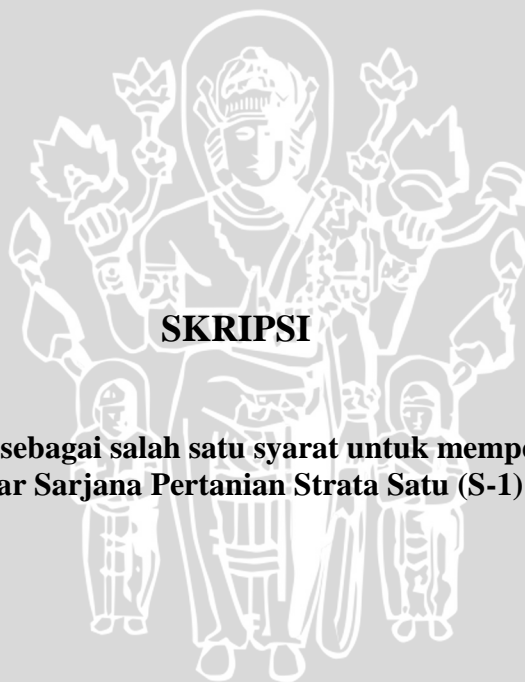 SKRIPSI
sebagai salah satu syarat untuk
Sarjana Pertanian Strata Satu (S-1)